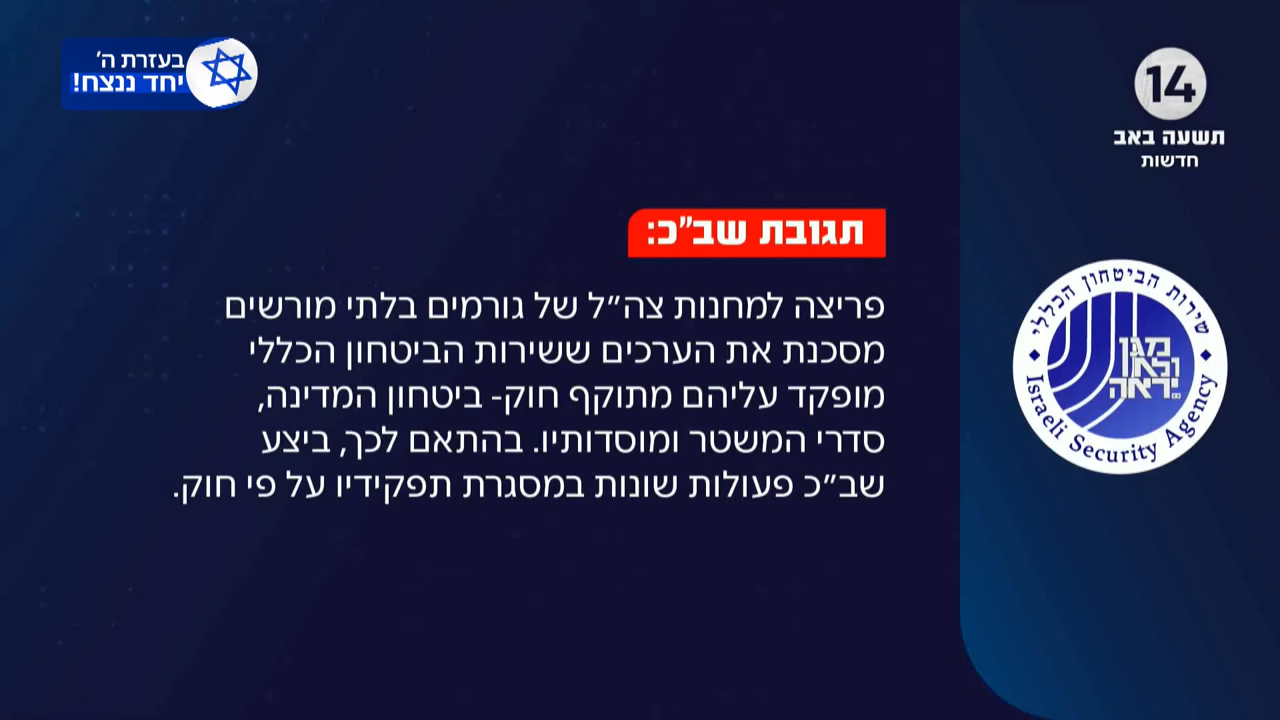 בעזרת ה'
יחד ננצח!
14
תשעה באב
חדשות
תגובת שב"כ:
פריצה למחנות צה״ל של גורמים בלתי מורשים
מסכנת את הערכים ששירות הביטחון הכללי
מופקד עליהם מתוקף חוק- ביטחון המדינה,
סדרי המשטר ומוסדותיו. בהתאם לכך, ביצע
שב״כ פעולות שונות במסגרת תפקידיו על פי חוק.
שירות הביטחון הכללי
מגן
ולא
יראה
Israeli Security Agency